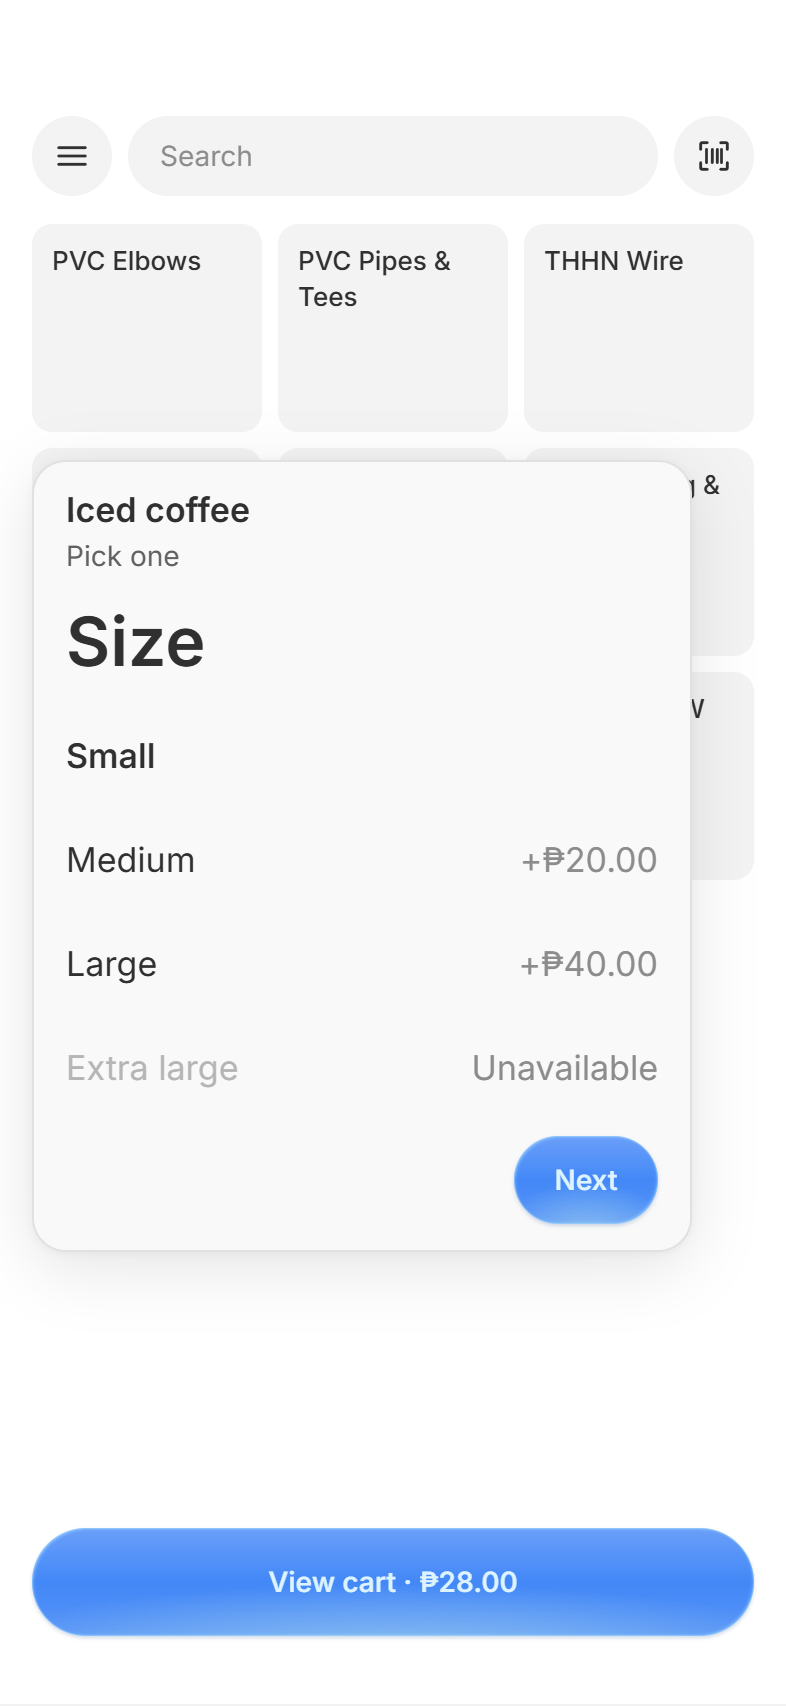 Search
PVC Elbows
PVC Pipes &
Tees
THHN Wire
&
Iced coffee
Pick one
Size
Small
Medium
+₱20.00
Large
+₱40.00
Extra large
Unavailable
Next
View cart · ₱28.00